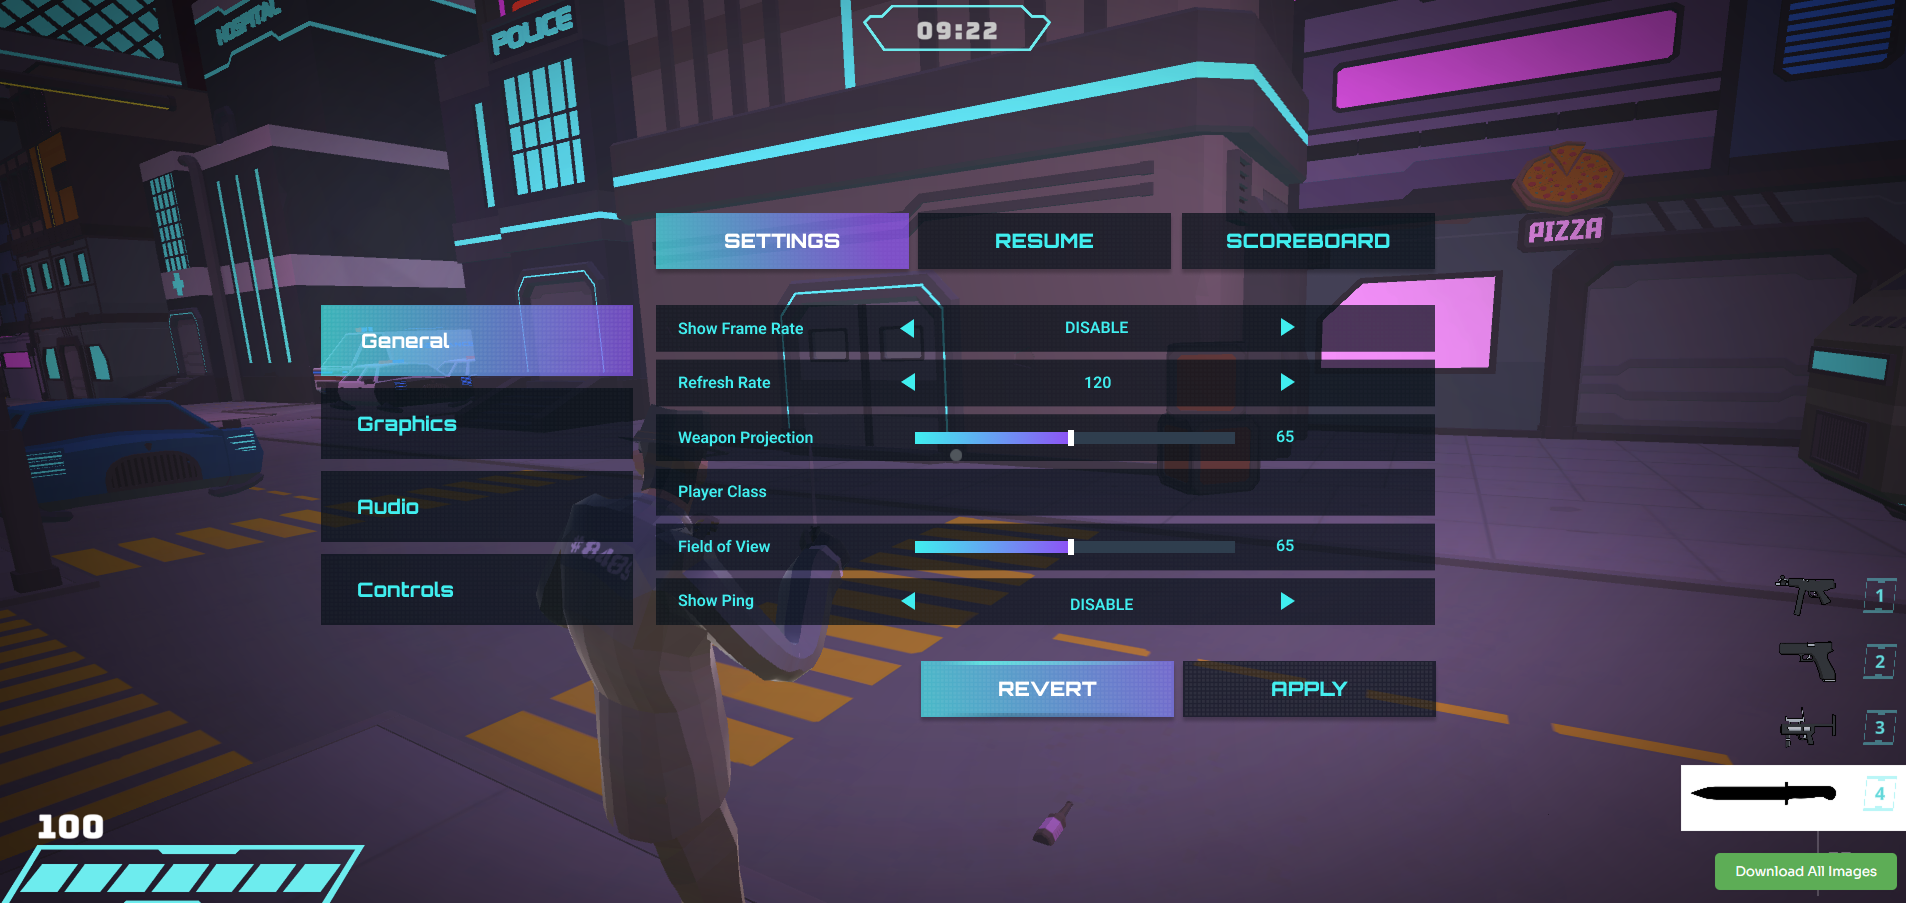 HOSPITAL
POLICE
09:22
PIZZA
SETTINGS
RESUME
SCOREBOARD
General
Graphics
Audio
Controls
Show Frame Rate
DISABLE
Refresh Rate
120
Weapon Projection
65
Player Class
Field of View
65
Show Ping
DISABLE
REVERT
APPLY
1
2
3
4
100
Download All Images